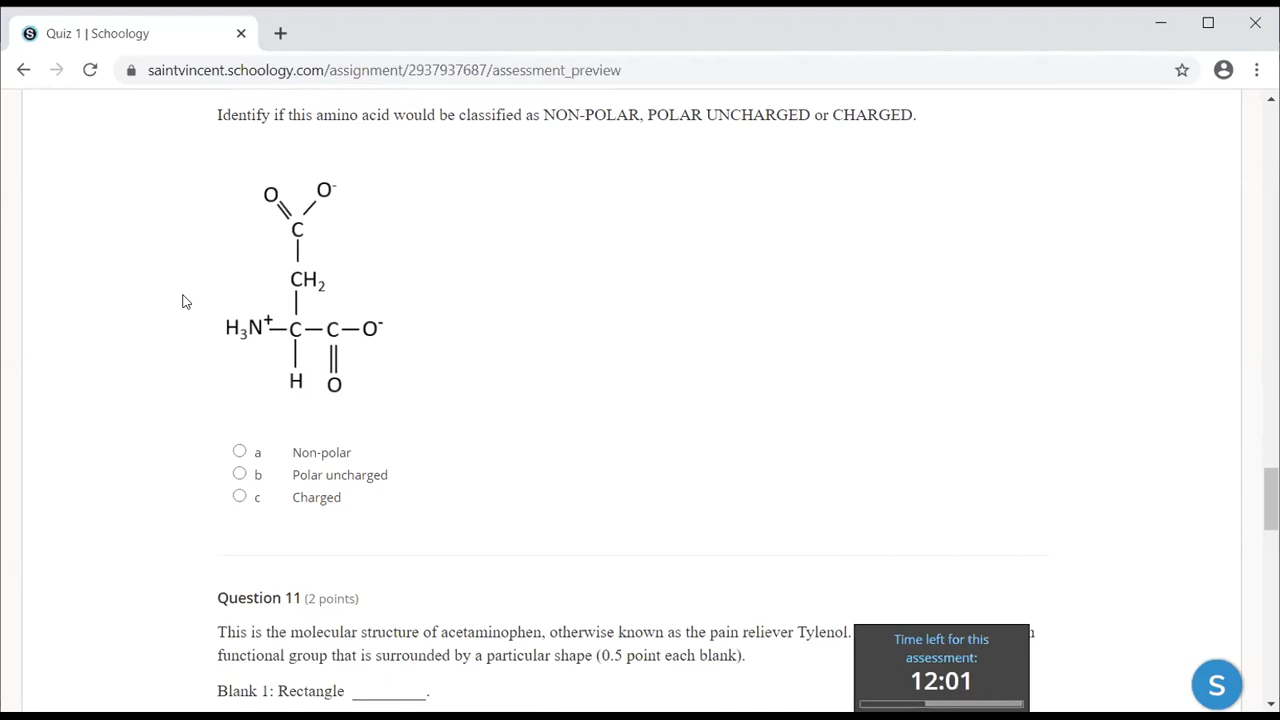 Quiz 1 | Schoology
saintvincent.schoology.com/assignment/2937937687/assessment_preview
Identify if this amino acid would be classified as NON-POLAR, POLAR UNCHARGED or CHARGED.
O O⁻
C
CH₂
H₃N⁺ C C O⁻
H O
a Non-polar
b Polar uncharged
c Charged
Question 11 (2 points)
This is the molecular structure of acetaminophen, otherwise known as the pain reliever Tylenol.
functional group that is surrounded by a particular shape (0.5 point each blank).
Blank 1: Rectangle ________.
Time left for this
assessment:
12:01
S